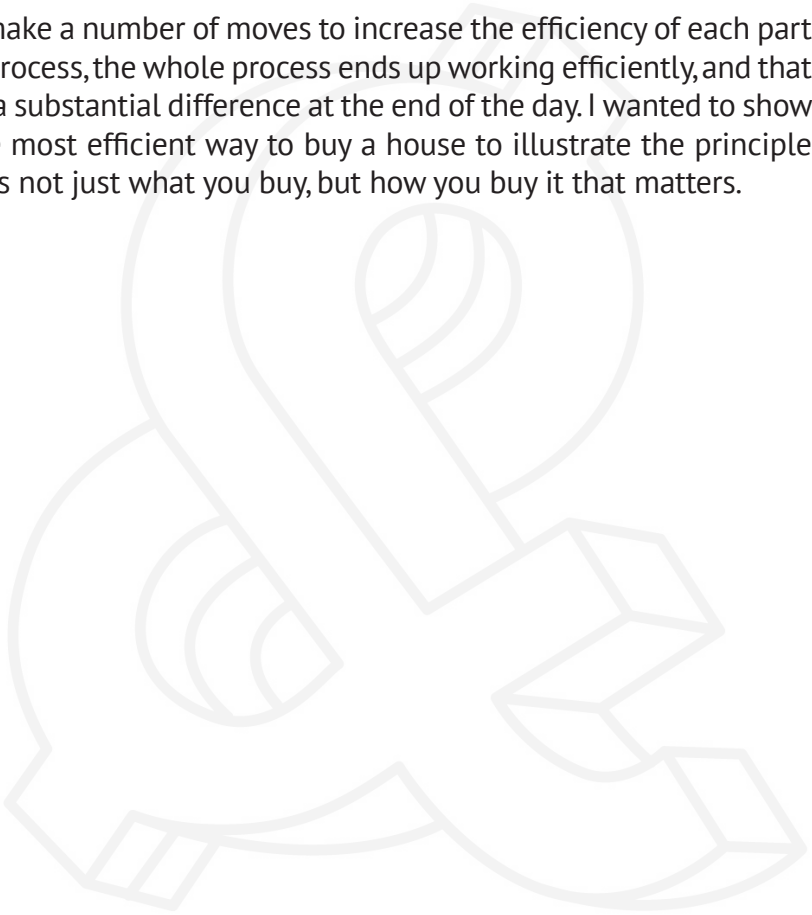 make a number of moves to increase the efficiency of each part
rocess, the whole process ends up working efficiently, and that
a substantial difference at the end of the day. I wanted to show
most efficient way to buy a house to illustrate the principle
s not just what you buy, but how you buy it that matters.